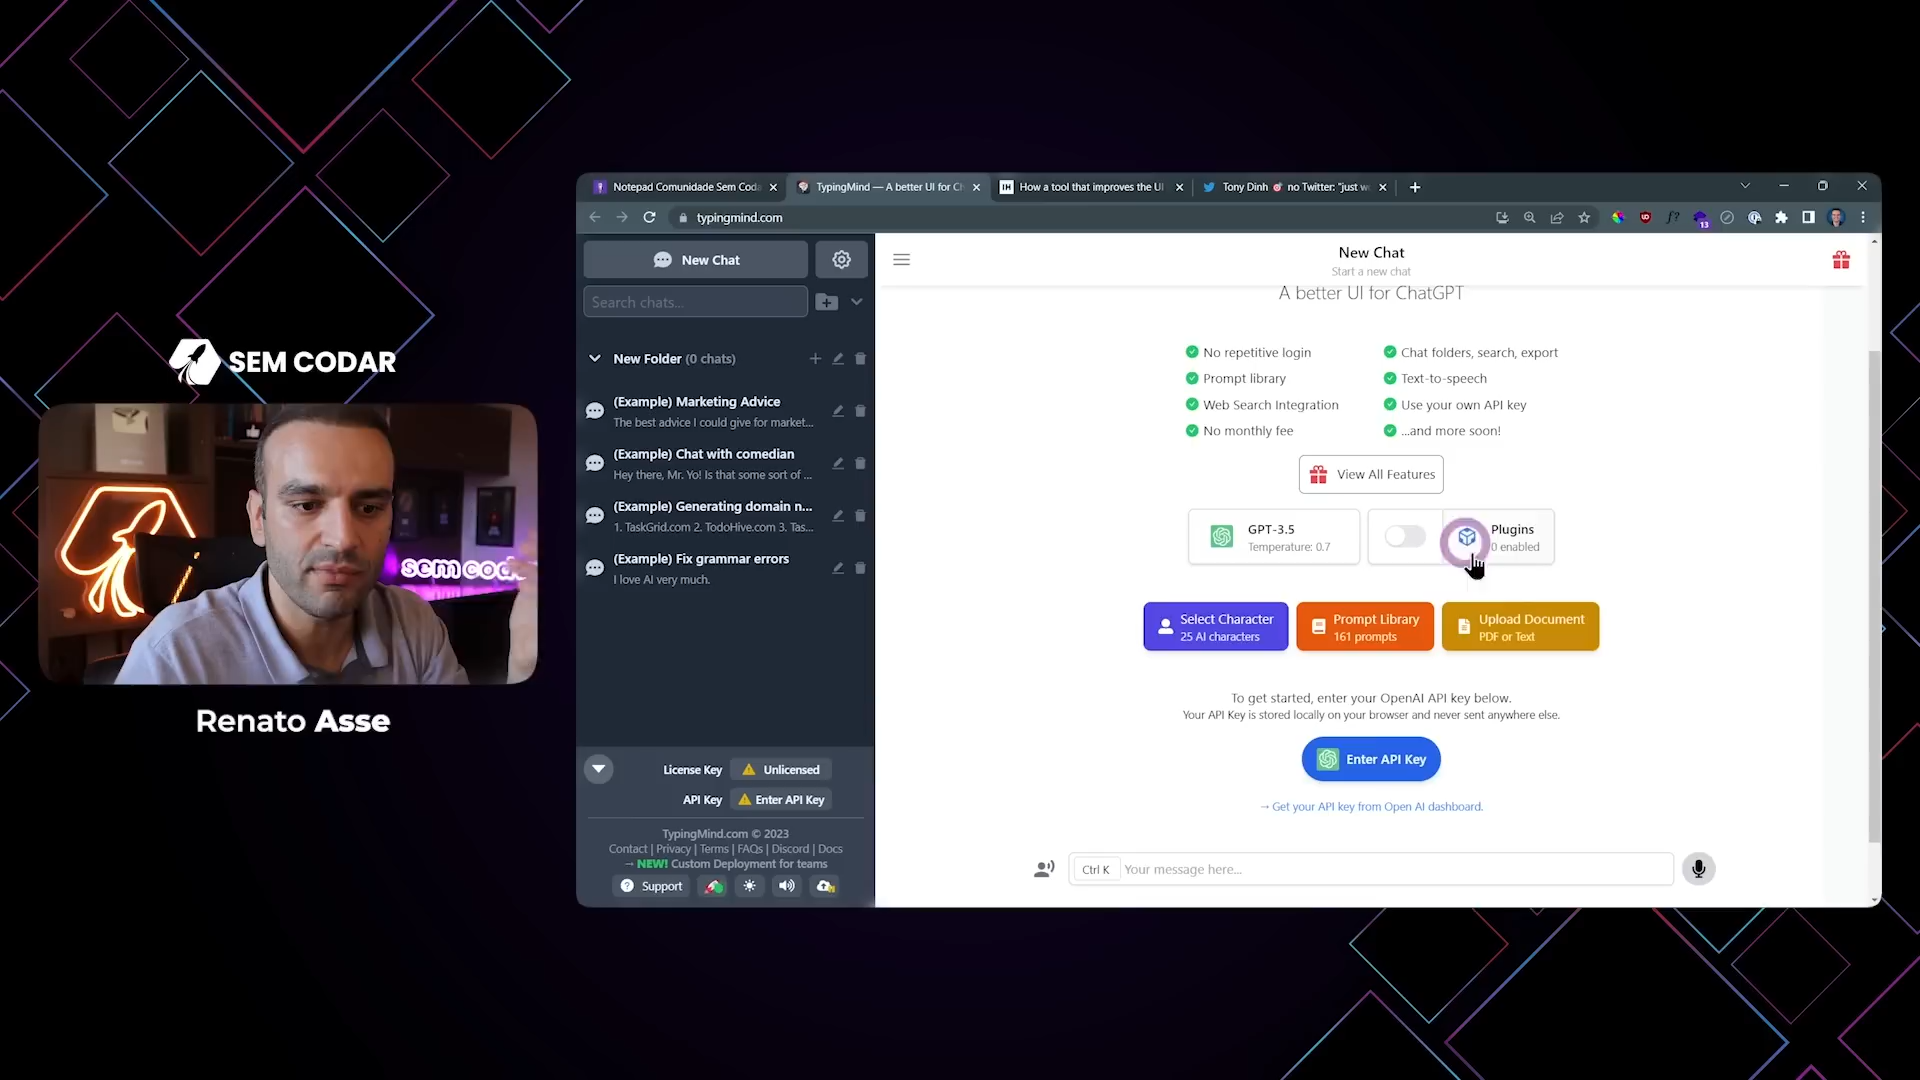 SEM CODAR
sem cod
Renato Asse
Notepad Comunidade Sem Coda
TypingMind — A better UI for C
How a tool that improves the UI
Tony Dinh 🎯 no Twitter: "just w
typingmind.com
13
New Chat
Search chats...
New Folder (0 chats)
(Example) Marketing Advice
The best advice I could give for market...
(Example) Chat with comedian
Hey there, Mr. Yo! Is that some sort of ...
(Example) Generating domain n...
1. TaskGrid.com 2. TodoHive.com 3. Tas...
(Example) Fix grammar errors
I love AI very much.
License Key
Unlicensed
API Key
Enter API Key
TypingMind.com © 2023
Contact | Privacy | Terms | FAQs | Discord | Docs
→ NEW! Custom Deployment for teams
Support
New Chat
Start a new chat
A better UI for ChatGPT
No repetitive login
Chat folders, search, export
Prompt library
Text-to-speech
Web Search Integration
Use your own API key
No monthly fee
...and more soon!
View All Features
GPT-3.5
Temperature: 0.7
Plugins
0 enabled
Select Character
25 AI characters
Prompt Library
161 prompts
Upload Document
PDF or Text
To get started, enter your OpenAI API key below.
Your API Key is stored locally on your browser and never sent anywhere else.
Enter API Key
→ Get your API key from Open AI dashboard.
Ctrl K
Your message here...